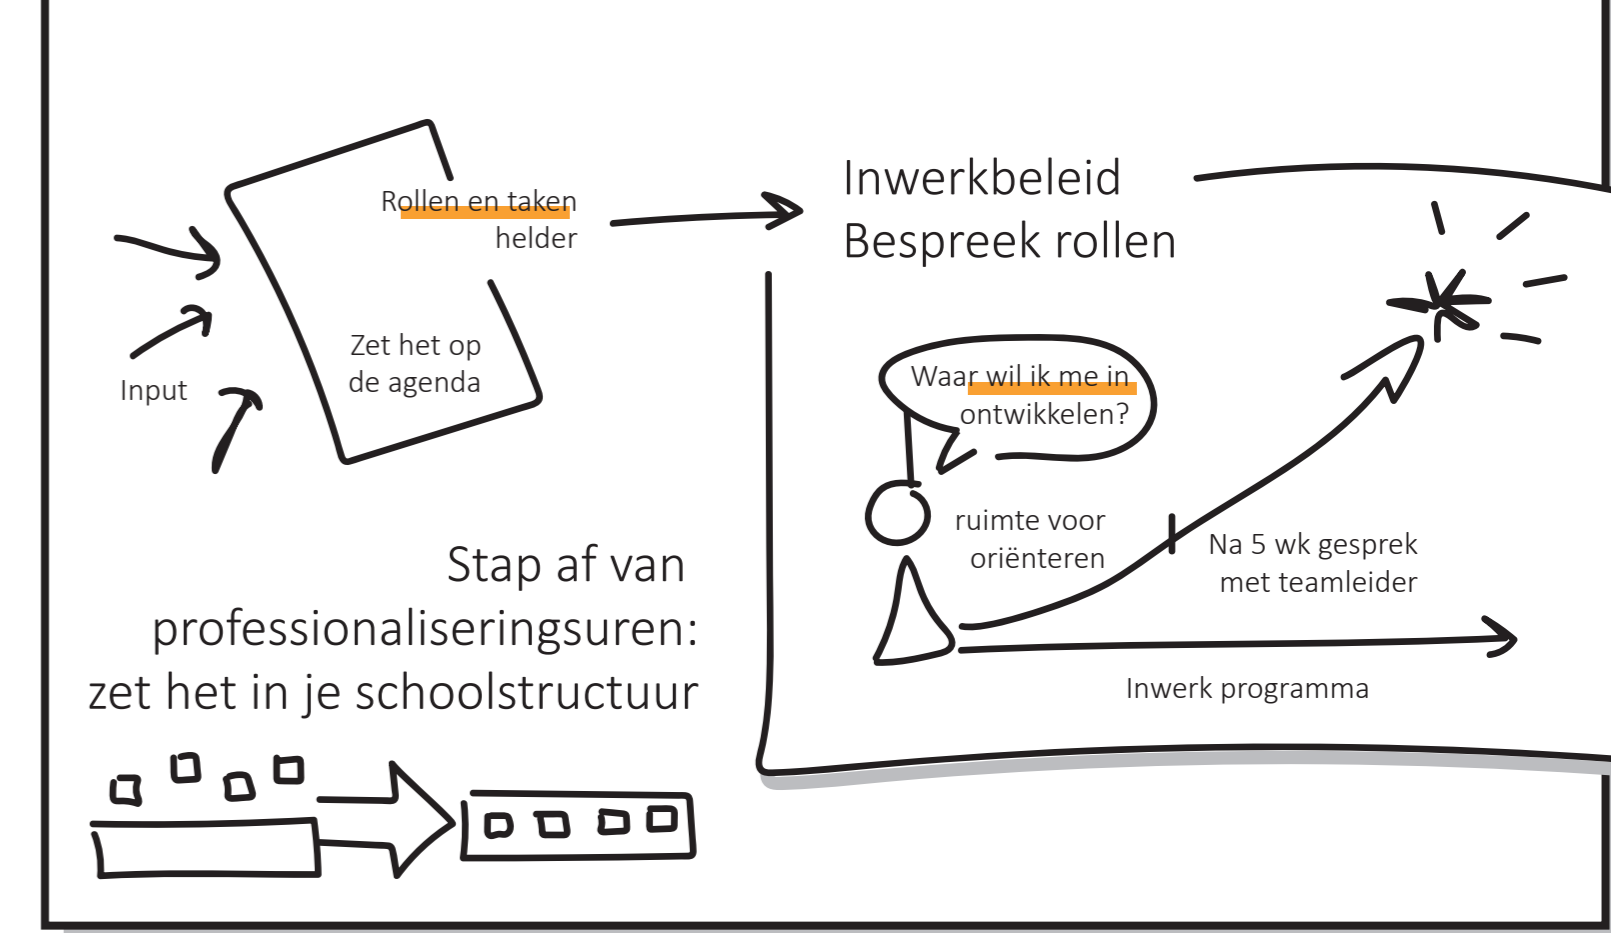 Rollen en taken
helder
Zet het op
de agenda
Input
Inwerkbeleid
Bespreek rollen
Waar wil ik me in
ontwikkelen?
ruimte voor
oriënteren
Na 5 wk gesprek
met teamleider
Inwerk programma
Stap af van
professionaliseringsuren:
zet het in je schoolstructuur